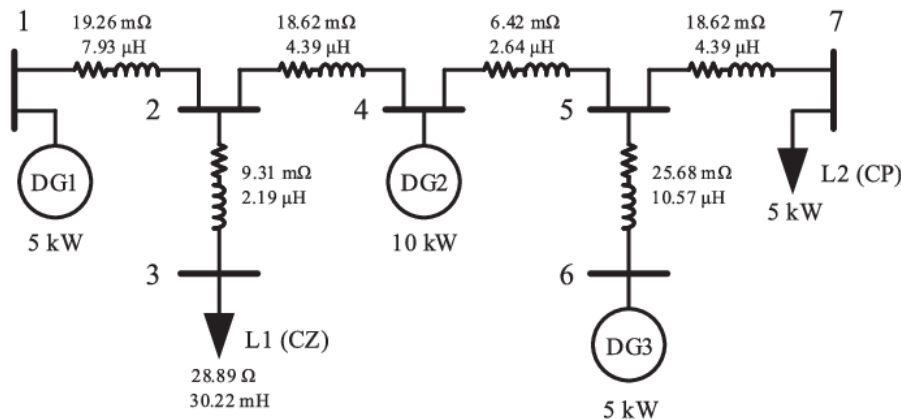 1
19.26 mΩ
7.93 μH
18.62 mΩ
4.39 μH
6.42 mΩ
2.64 μH
18.62 mΩ
4.39 μH
7
2
4
5
DG1
5 kW
9.31 mΩ
2.19 μH
DG2
10 kW
25.68 mΩ
10.57 μH
L2 (CP)
5 kW
3
6
L1 (CZ)
28.89 Ω
30.22 mH
DG3
5 kW